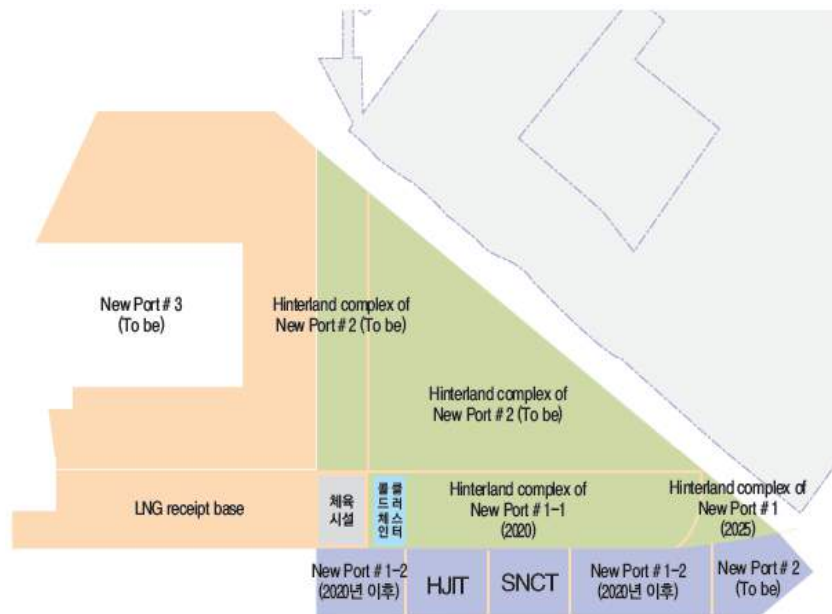 New Port # 3
(To be)
Hinterland complex of
New Port # 2 (To be)
Hinterland complex of
New Port # 2 (To be)
LNG receipt base
체육
시설
콜드체인
클러스터
Hinterland complex of
New Port # 1-1
(2020)
Hinterland complex of
New Port # 1
(2025)
New Port # 1-2
(2020년 이후)
HJIT
SNCT
New Port # 1-2
(2020년 이후)
New Port # 2
(To be)